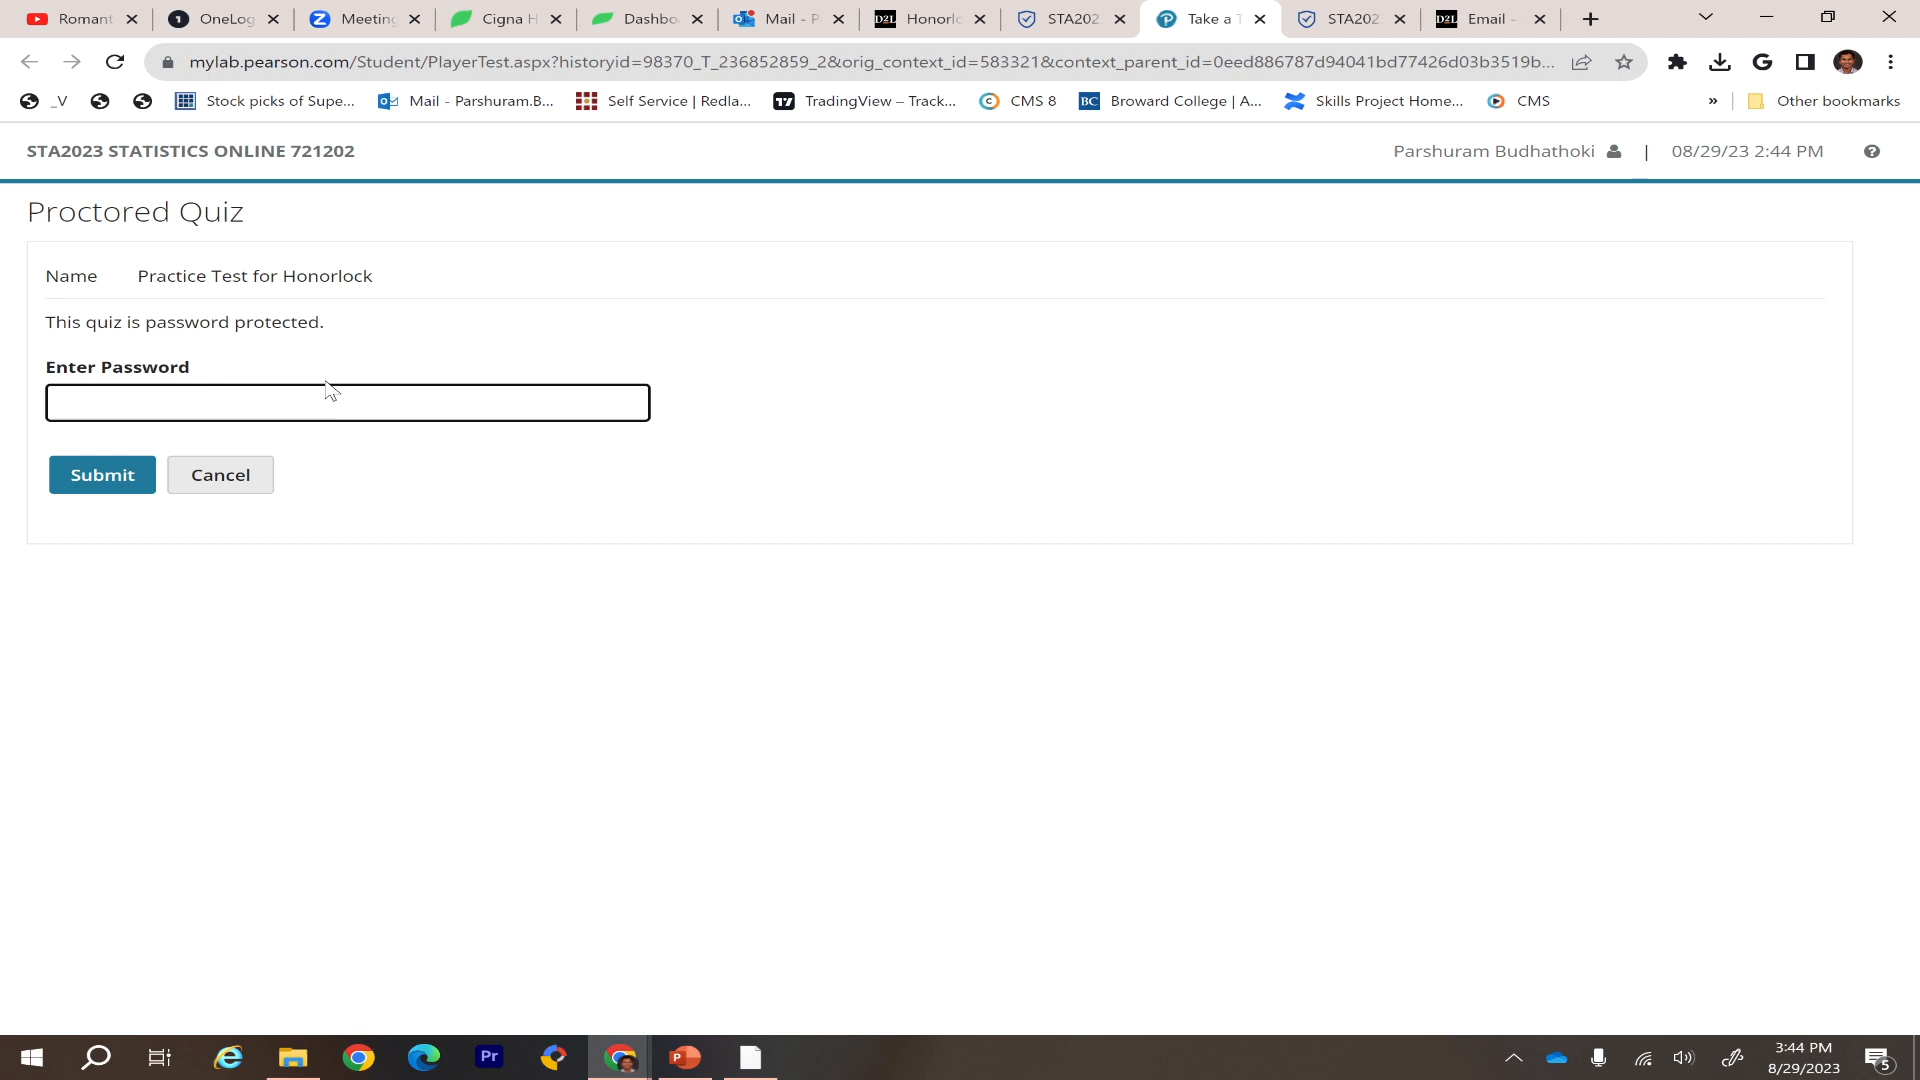 Romant
OneLog
Meeting
Cigna H
Dashbo
Mail - P
Honorlo
STA202
Take a T
STA202
Email -
mylab.pearson.com/Student/PlayerTest.aspx?historyid=98370_T_236852859_2&orig_context_id=583321&context_parent_id=0eed886787d94041bd77426d03b3519b...
_V
Stock picks of Supe...
Mail - Parshuram.B...
Self Service | Redla...
TradingView – Track...
CMS 8
BC
Broward College | A...
Skills Project Home...
CMS
»
Other bookmarks
STA2023 STATISTICS ONLINE 721202
Parshuram Budhathoki | 08/29/23 2:44 PM
Proctored Quiz
Name Practice Test for Honorlock
This quiz is password protected.
Enter Password
Submit Cancel
Pr
3:44 PM
8/29/2023
5